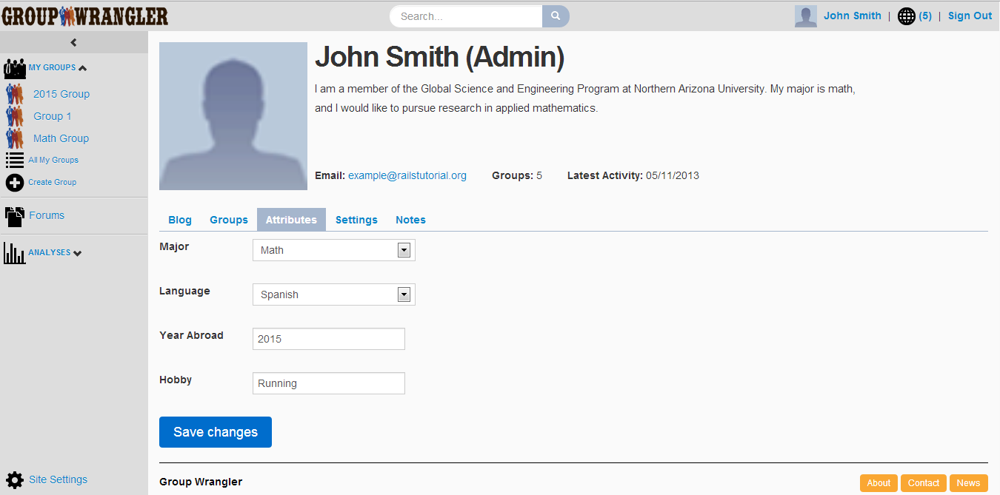 GROUP WRANGLER
Search...
John Smith | (5) | Sign Out
MY GROUPS
2015 Group
Group 1
Math Group
All My Groups
Create Group
Forums
ANALYSES
Site Settings
John Smith (Admin)
I am a member of the Global Science and Engineering Program at Northern Arizona University. My major is math,
and I would like to pursue research in applied mathematics.
Email: example@railstutorial.org Groups: 5 Latest Activity: 05/11/2013
Blog Groups Attributes Settings Notes
Major Math
Language Spanish
Year Abroad 2015
Hobby Running
Save changes
Group Wrangler About Contact News